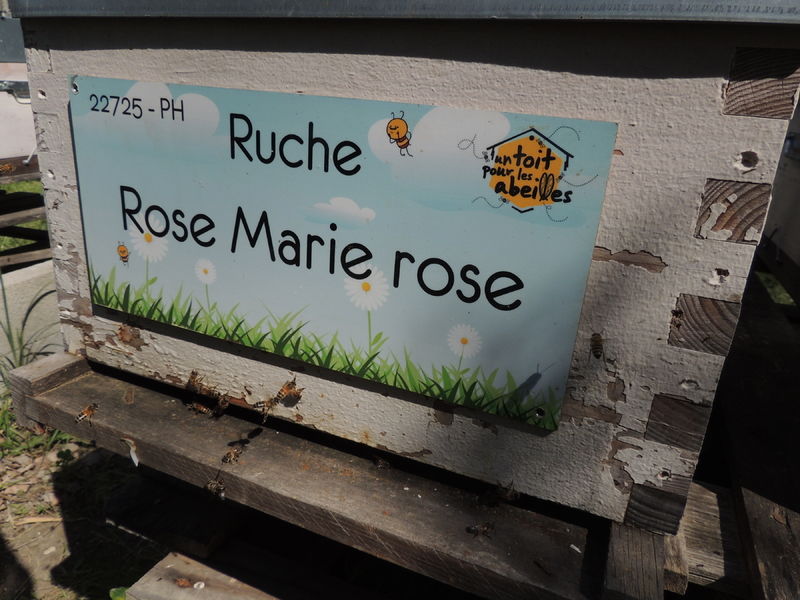 22725 - PH
Ruche
un toit
pour les
abeilles
Rose Marie rose